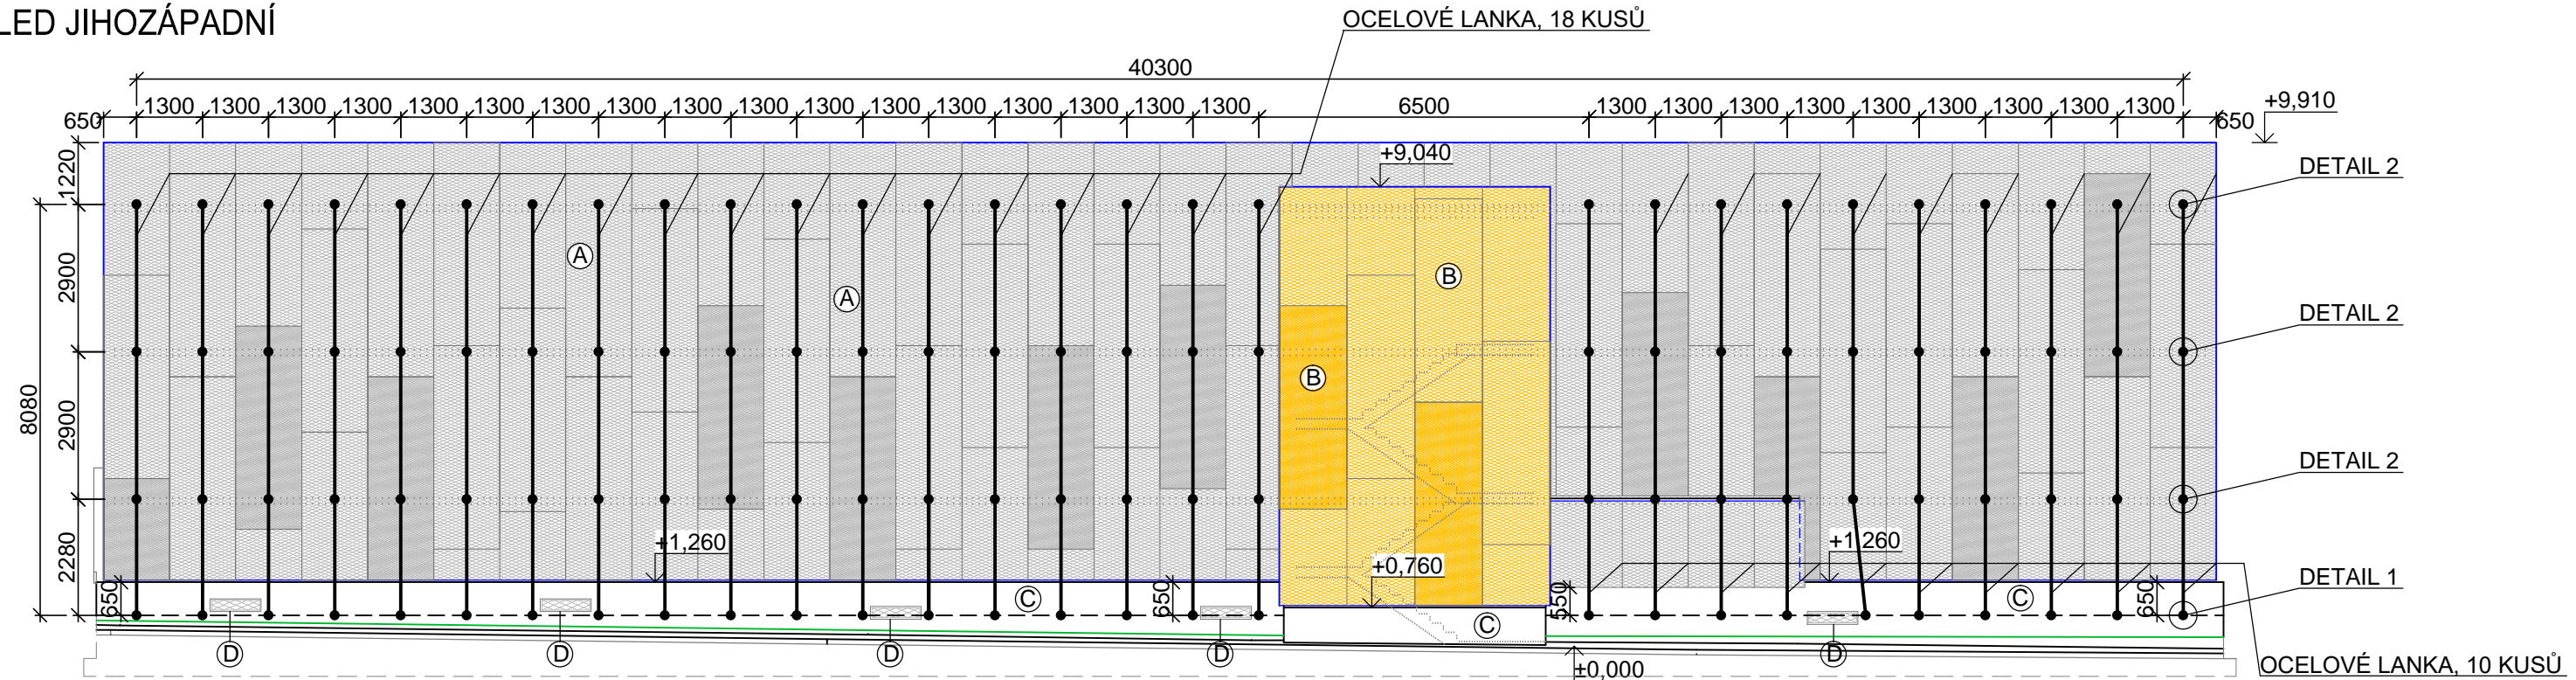 LED JIHOZÁPADNÍ
OCELOVÉ LANKA, 18 KUSŮ
40300
650 1300 1300 1300 1300 1300 1300 1300 1300 1300 1300 1300 1300 1300 1300 1300 1300 1300 6500 1300 1300 1300 1300 1300 1300 1300 1300 1300 650
+9,910
1220
+9,040
DETAIL 2
2900
A
A
B
B
DETAIL 2
8080
2900
DETAIL 2
2280
+1,260
+0,760
+1,260
DETAIL 1
650
C
650
C
550
C
650
D
D
D
D
D
±0,000
OCELOVÉ LANKA, 10 KUSŮ